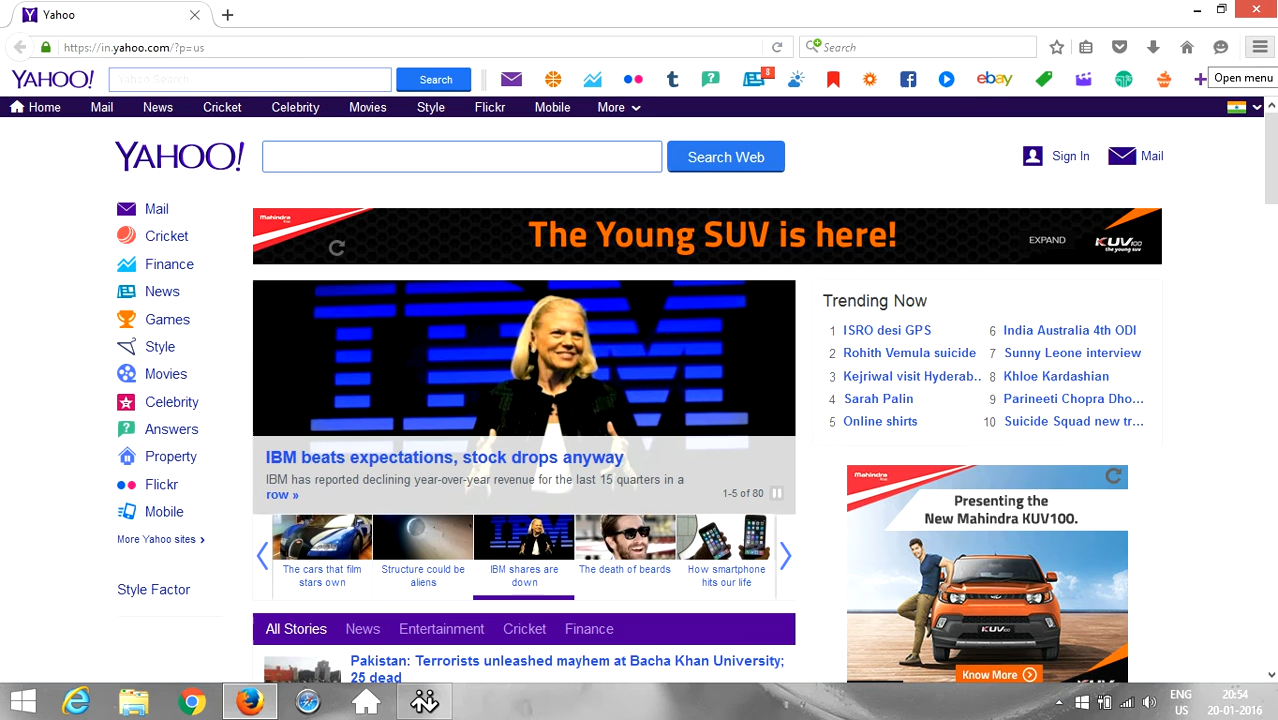 Yahoo
https://in.yahoo.com/?p=us
Search
YAHOO!
Yahoo Search
Search
8
ebay
Open menu
Home Mail News Cricket Celebrity Movies Style Flickr Mobile More
YAHOO!
Search Web
Sign In
Mail
Mail
Cricket
Finance
News
Games
Style
Movies
Celebrity
Answers
Property
Flickr
Mobile
More Yahoo sites
Style Factor
Mahindra
The Young SUV is here!
EXPAND
KUV100
the young suv
IBM
IBM beats expectations, stock drops anyway
IBM has reported declining year-over-year revenue for the last 15 quarters in a
row »
1-5 of 80
The cars that film
stars own
Structure could be
aliens
IBM shares are
down
The death of beards
How smartphone
hits our life
All Stories News Entertainment Cricket Finance
Pakistan: Terrorists unleashed mayhem at Bacha Khan University;
25 dead
Trending Now
1 ISRO desi GPS
2 Rohith Vemula suicide
3 Kejriwal visit Hyderab..
4 Sarah Palin
5 Online shirts
6 India Australia 4th ODI
7 Sunny Leone interview
8 Khloe Kardashian
9 Parineeti Chopra Dho...
10 Suicide Squad new tr...
Mahindra
Presenting the
New Mahindra KUV100.
KUV100
Know More
ENG
US
20:54
20-01-2016